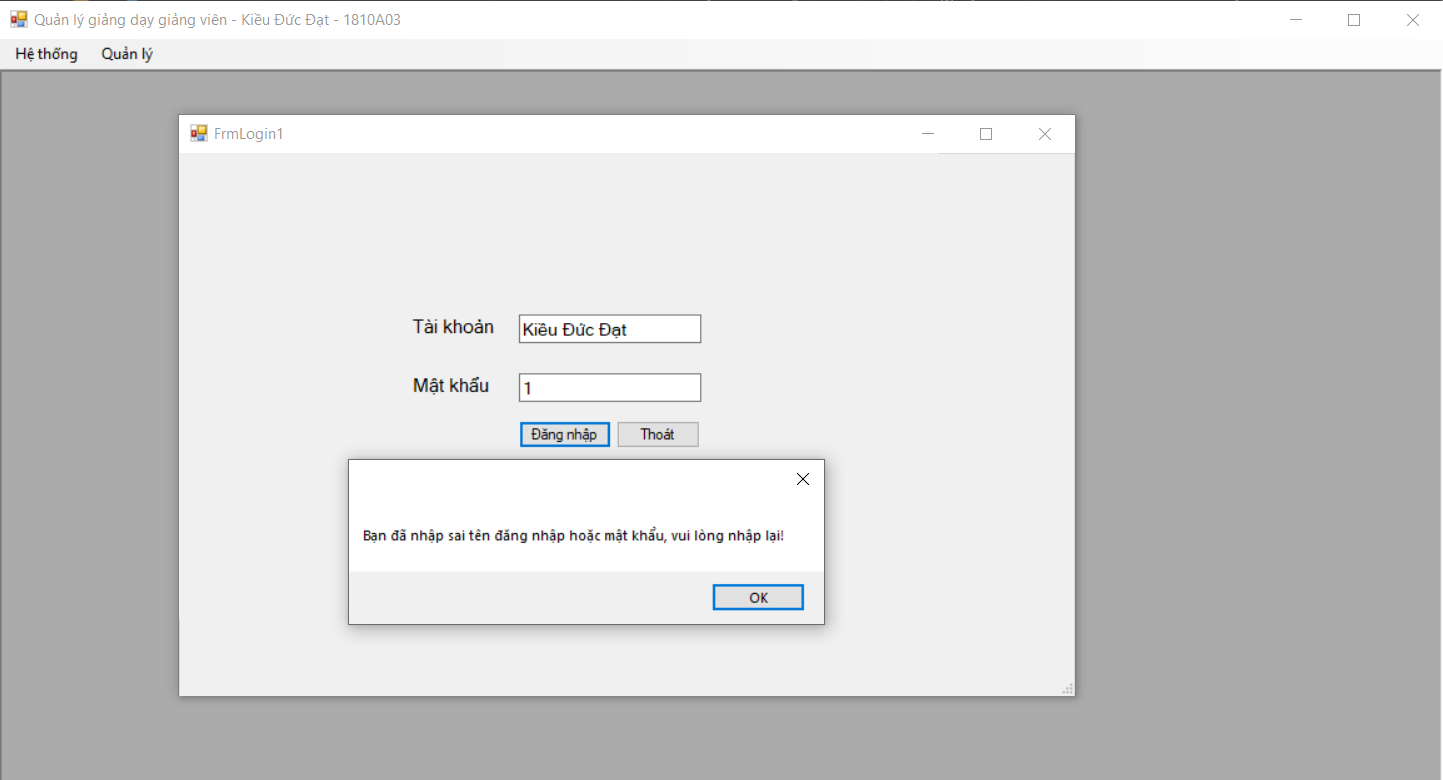 Quản lý giảng dạy giảng viên - Kiều Đức Đạt - 1810A03
Hệ thống Quản lý
FrmLogin1
Tài khoản Kiều Đức Đạt
Mật khẩu 1
Đăng nhập Thoát
Bạn đã nhập sai tên đăng nhập hoặc mật khẩu, vui lòng nhập lại!
OK